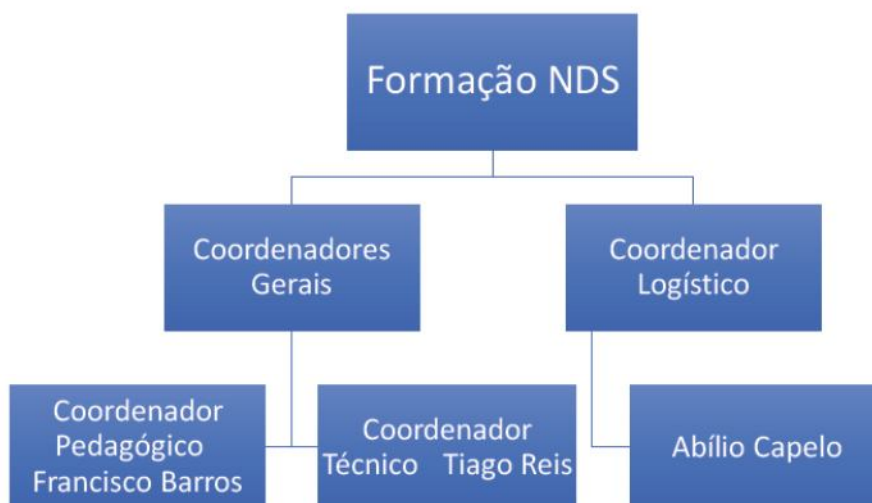 Formação NDS
Coordenadores
Gerais
Coordenador
Logístico
Coordenador
Pedagógico
Francisco Barros
Coordenador
Técnico Tiago Reis
Abílio Capelo